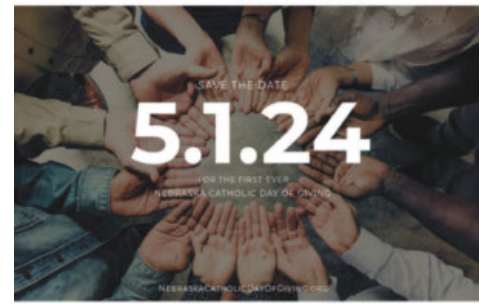 SAVE THE DATE
5.1.24
FOR THE FIRST EVER
NEBRASKA CATHOLIC DAY OF GIVING
NEBRASKACATHOLICDAYOFGIVING.ORG